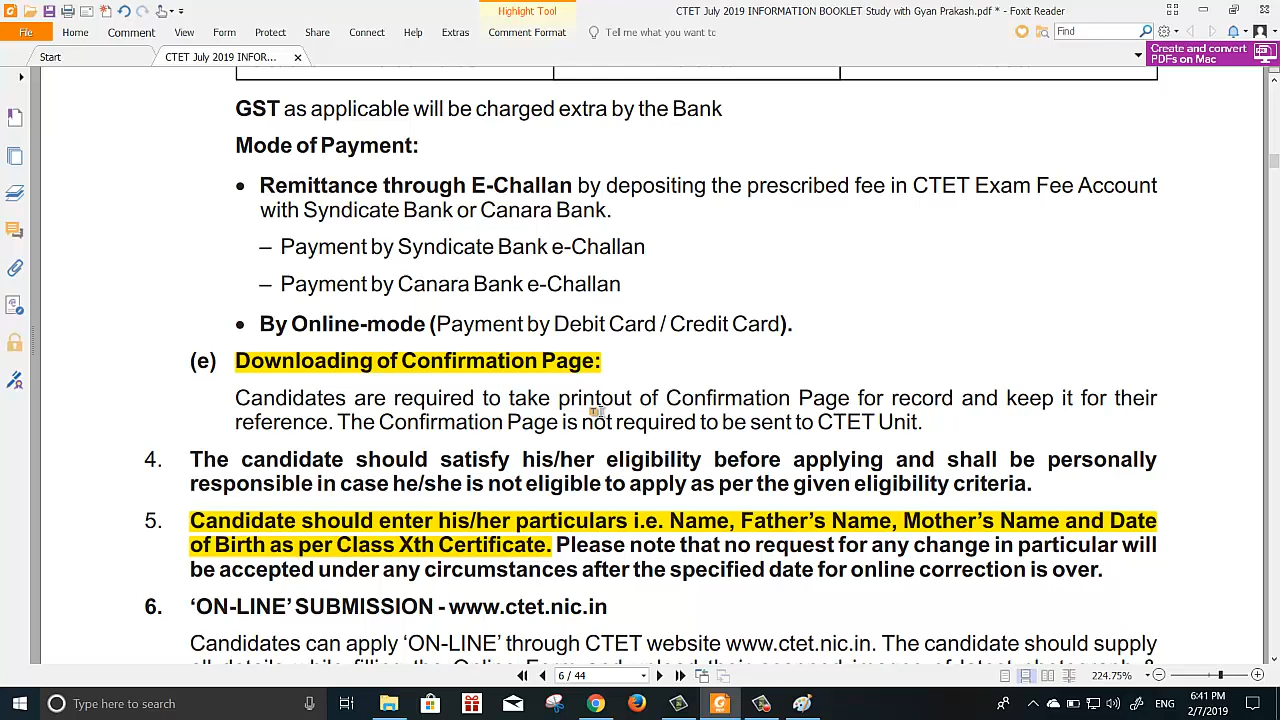 Highlight Tool
CTET July 2019 INFORMATION BOOKLET Study with Gyan Prakash.pdf * - Foxit Reader
File Home Comment View Form Protect Share Connect Help Extras Comment Format Tell me what you want to Find
Start CTET July 2019 INFOR...
Create and convert
PDFs on Mac
GST as applicable will be charged extra by the Bank
Mode of Payment:
• Remittance through E-Challan by depositing the prescribed fee in CTET Exam Fee Account
with Syndicate Bank or Canara Bank.
– Payment by Syndicate Bank e-Challan
– Payment by Canara Bank e-Challan
• By Online-mode (Payment by Debit Card / Credit Card).
(e) Downloading of Confirmation Page:
Candidates are required to take printout of Confirmation Page for record and keep it for their
reference. The Confirmation Page is not required to be sent to CTET Unit.
4. The candidate should satisfy his/her eligibility before applying and shall be personally
responsible in case he/she is not eligible to apply as per the given eligibility criteria.
5. Candidate should enter his/her particulars i.e. Name, Father's Name, Mother's Name and Date
of Birth as per Class Xth Certificate. Please note that no request for any change in particular will
be accepted under any circumstances after the specified date for online correction is over.
6. 'ON-LINE' SUBMISSION - www.ctet.nic.in
Candidates can apply 'ON-LINE' through CTET website www.ctet.nic.in. The candidate should supply
6 / 44
224.75%
Type here to search
ENG
6:41 PM
2/7/2019